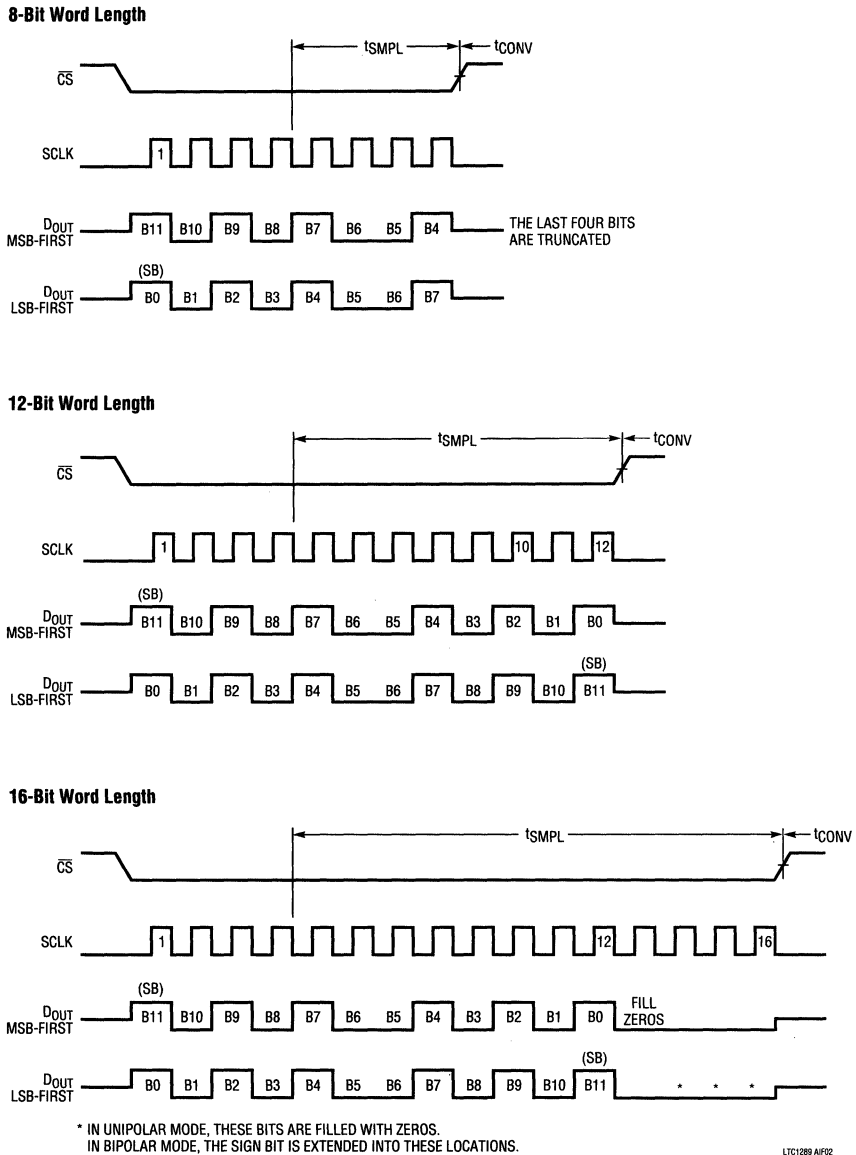 8-Bit Word Length
tSMPL tCONV
CS
SCLK 1
DOUT
MSB-FIRST B11 B10 B9 B8 B7 B6 B5 B4 THE LAST FOUR BITS
ARE TRUNCATED
(SB)
DOUT
LSB-FIRST B0 B1 B2 B3 B4 B5 B6 B7
12-Bit Word Length
tSMPL tCONV
CS
SCLK 1 10 12
(SB)
DOUT
MSB-FIRST B11 B10 B9 B8 B7 B6 B5 B4 B3 B2 B1 B0
(SB)
DOUT
LSB-FIRST B0 B1 B2 B3 B4 B5 B6 B7 B8 B9 B10 B11
16-Bit Word Length
tSMPL tCONV
CS
SCLK 1 12 16
(SB)
DOUT
MSB-FIRST B11 B10 B9 B8 B7 B6 B5 B4 B3 B2 B1 B0 FILL
ZEROS
(SB)
DOUT
LSB-FIRST B0 B1 B2 B3 B4 B5 B6 B7 B8 B9 B10 B11 * * *
* IN UNIPOLAR MODE, THESE BITS ARE FILLED WITH ZEROS.
IN BIPOLAR MODE, THE SIGN BIT IS EXTENDED INTO THESE LOCATIONS.
LTC1289 AIF02